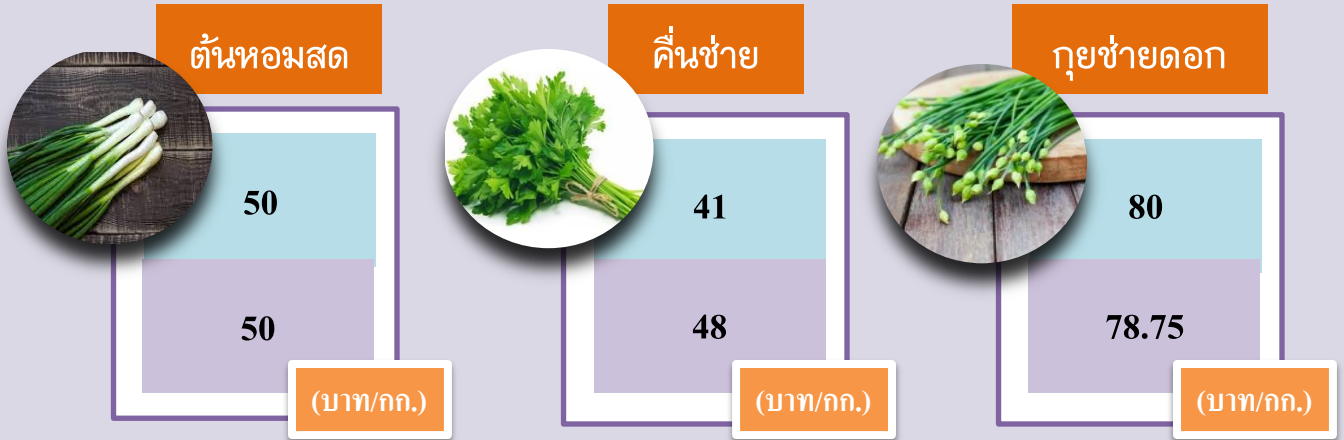 ต้นหอมสด
50
50
(บาท/กก.)
คื่นช่าย
41
48
(บาท/กก.)
กุยช่ายดอก
80
78.75
(บาท/กก.)